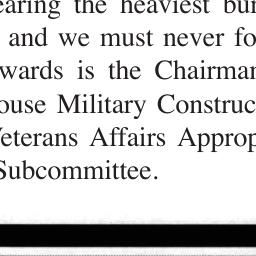 earing the heaviest bur
and we must never fo
wards is the Chairman
ouse Military Construc
eterans Affairs Approp
Subcommittee.